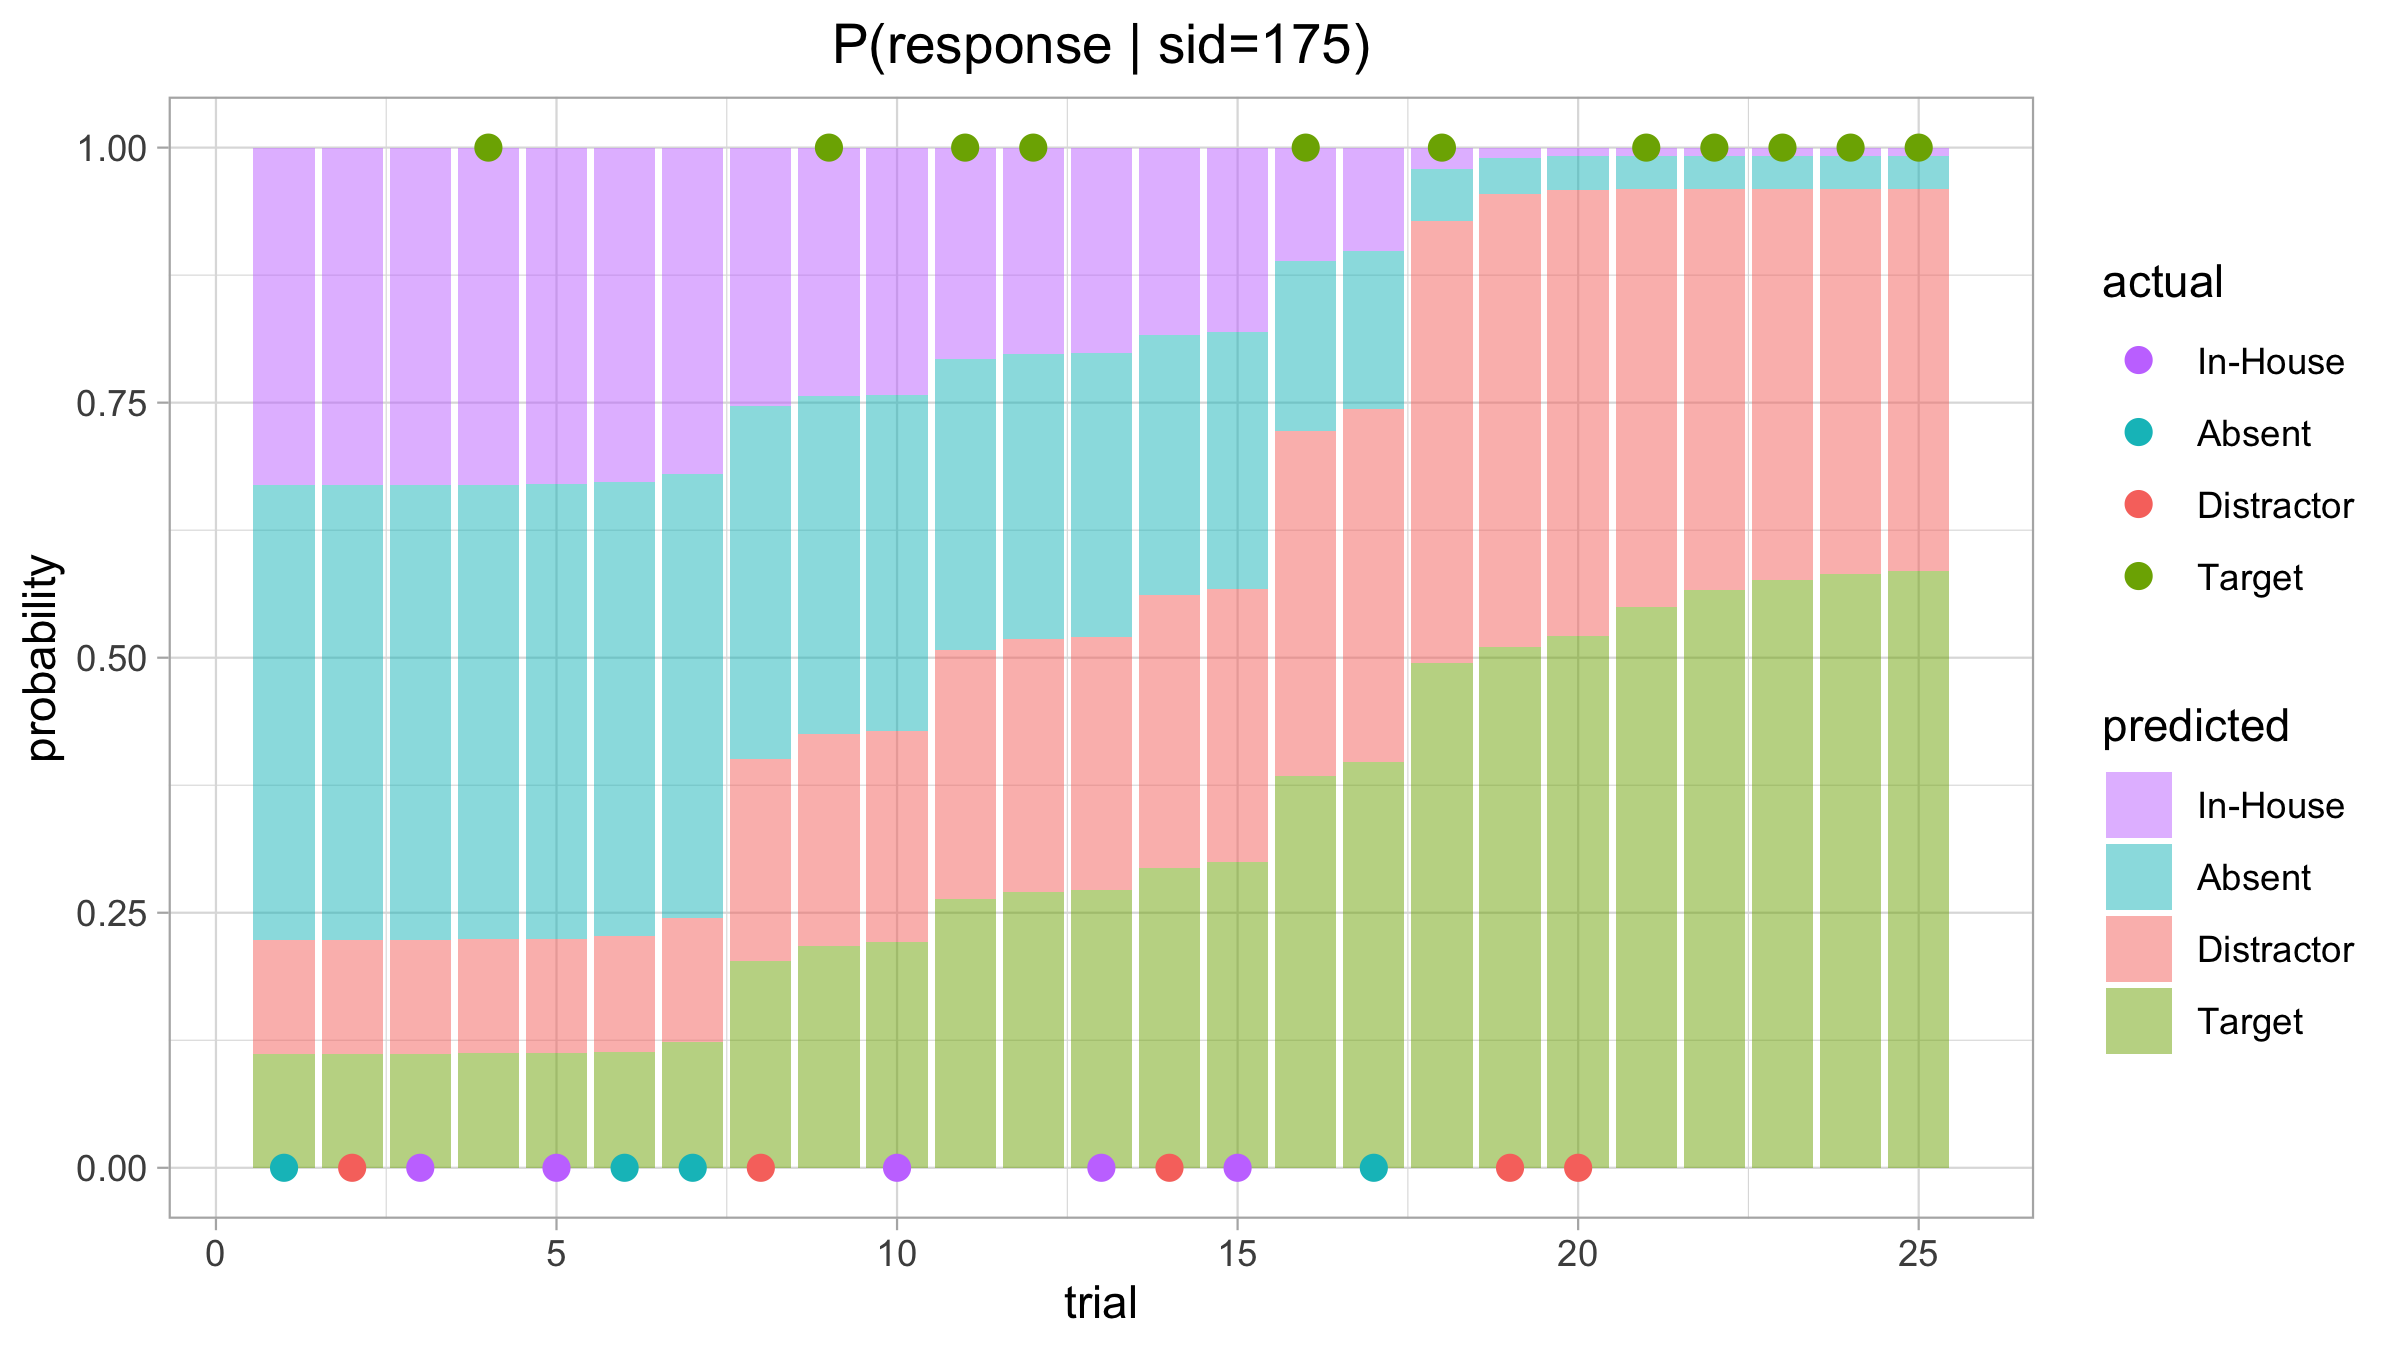 P(response | sid=175)
1.00
0.75
0.50
0.25
0.00
probability
0 5 10 15 20 25
trial
actual
In-House
Absent
Distractor
Target
predicted
In-House
Absent
Distractor
Target